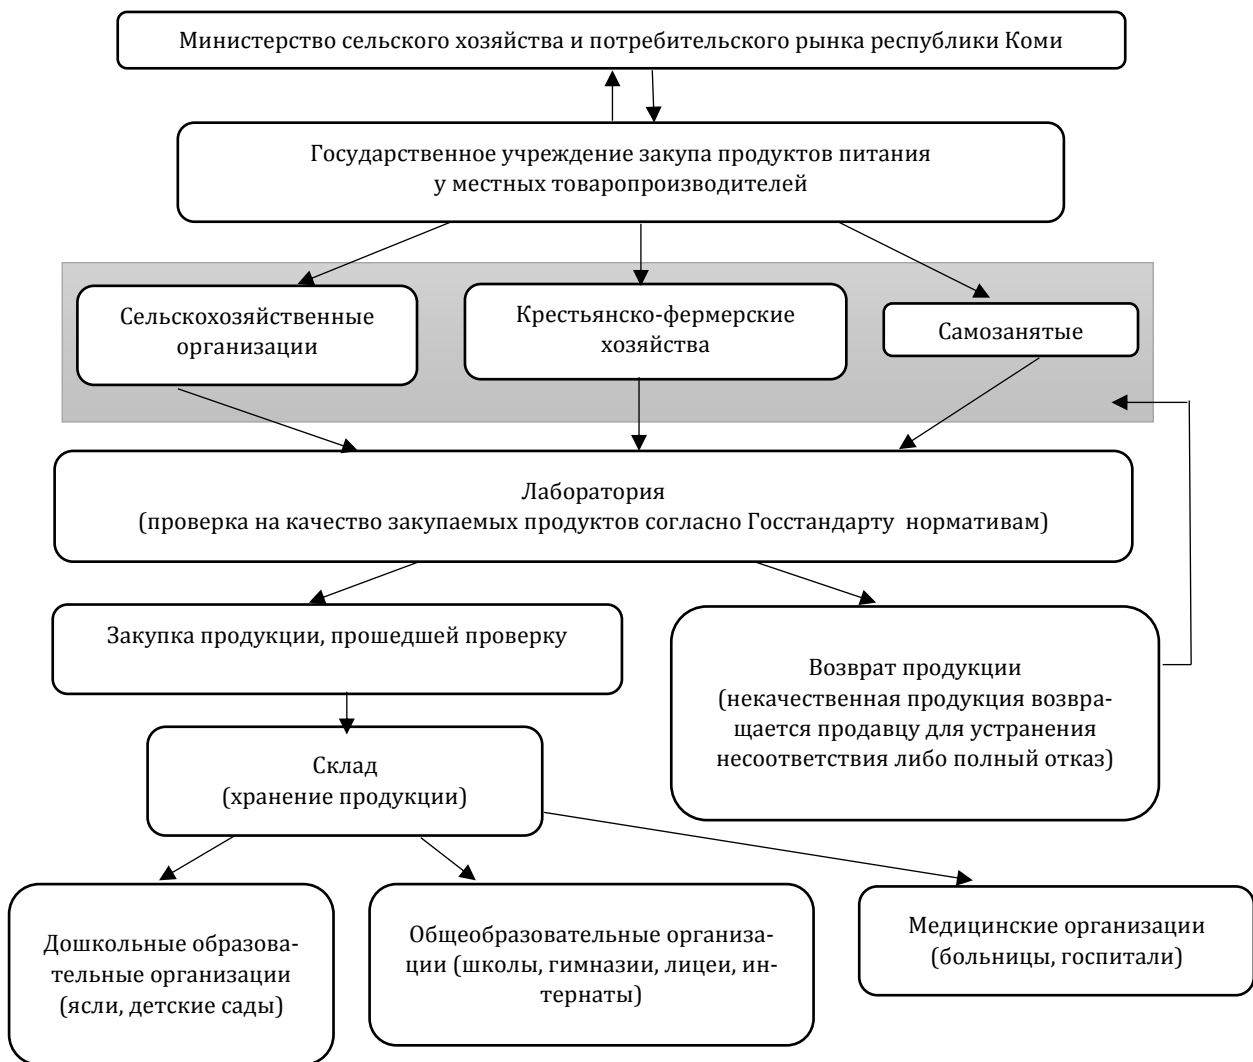 Министерство сельского хозяйства и потребительского рынка республики Коми
Государственное учреждение закупа продуктов питания
у местных товаропроизводителей
Сельскохозяйственные
организации
Крестьянско-фермерские
хозяйства
Самозанятые
Лаборатория
(проверка на качество закупаемых продуктов согласно Госстандарту нормативам)
Закупка продукции, прошедшей проверку
Возврат продукции
(некачественная продукция возвра-
щается продавцу для устранения
несоответствия либо полный отказ)
Склад
(хранение продукции)
Дошкольные образова-
тельные организации
(ясли, детские сады)
Общеобразовательные организа-
ции (школы, гимназии, лицеи, ин-
тернаты)
Медицинские организации
(больницы, госпитали)